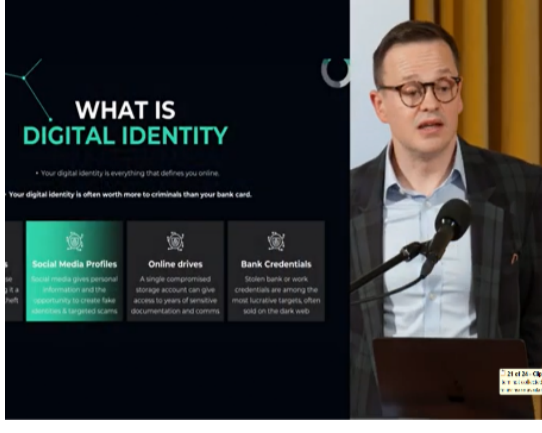 WHAT IS
DIGITAL IDENTITY
• Your digital identity is everything that defines you online.
Your digital identity is often worth more to criminals than your bank card.
Social Media Profiles
Social media gives personal
information and the
opportunity to create fake
identities & targeted scams
Online drives
A single compromised
storage account can give
access to years of sensitive
documentation and comms
Bank Credentials
Stolen bank or work
credentials are among the
most lucrative targets, often
sold on the dark web
21 of 24 - Clip